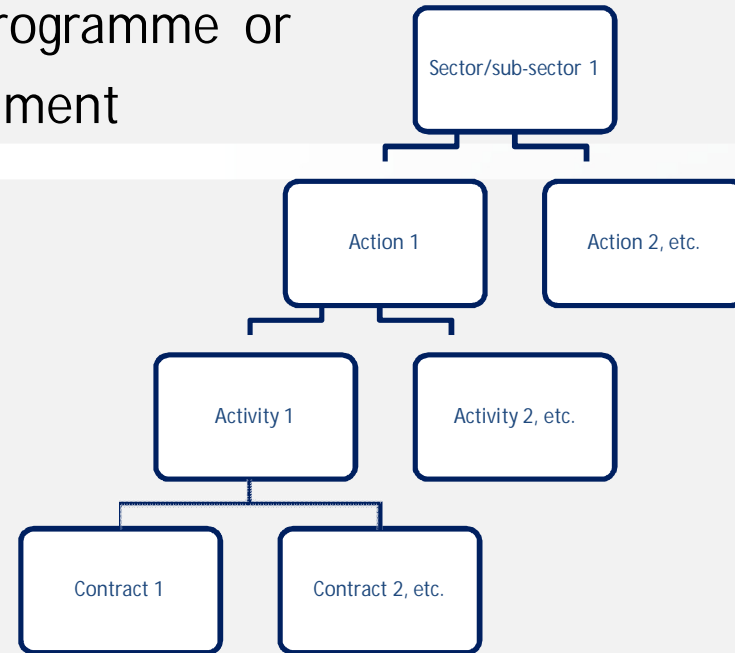 rogramme or
nment
Sector/sub-sector 1
Action 1
Action 2, etc.
Activity 1
Activity 2, etc.
Contract 1
Contract 2, etc.